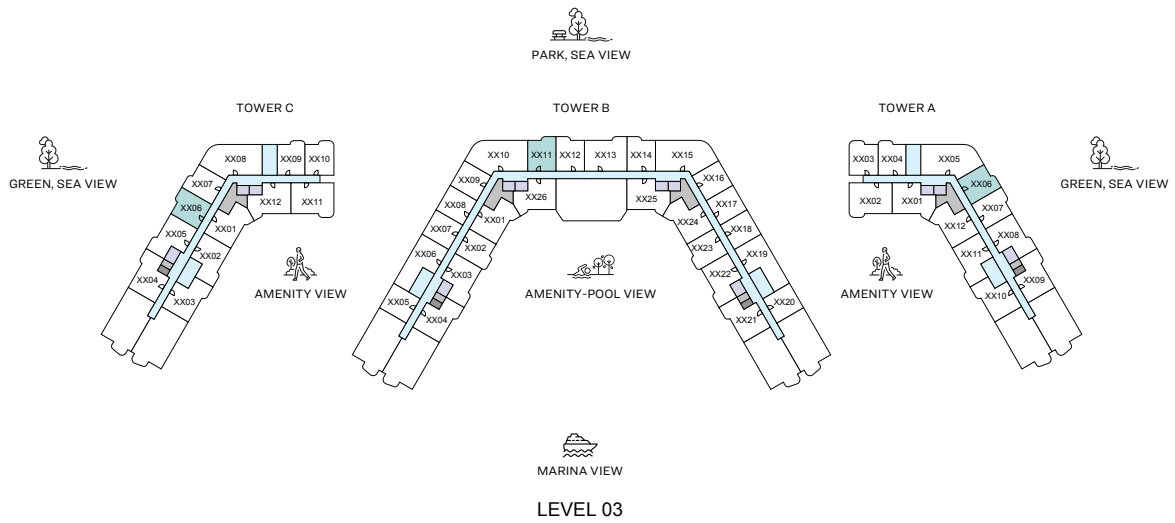 PARK, SEA VIEW
TOWER C
TOWER B
TOWER A
GREEN, SEA VIEW
GREEN, SEA VIEW
XX08
XX09
XX10
XX07
XX06
XX12
XX11
XX05
XX01
XX04
XX02
XX03
XX10
XX11
XX12
XX13
XX14
XX15
XX09
XX16
XX08
XX01
XX26
XX25
XX24
XX17
XX07
XX02
XX23
XX18
XX06
XX03
XX22
XX19
XX05
XX04
XX21
XX20
XX03
XX04
XX05
XX06
XX02
XX01
XX07
XX12
XX08
XX11
XX09
XX10
AMENITY VIEW
AMENITY-POOL VIEW
AMENITY VIEW
MARINA VIEW
LEVEL 03